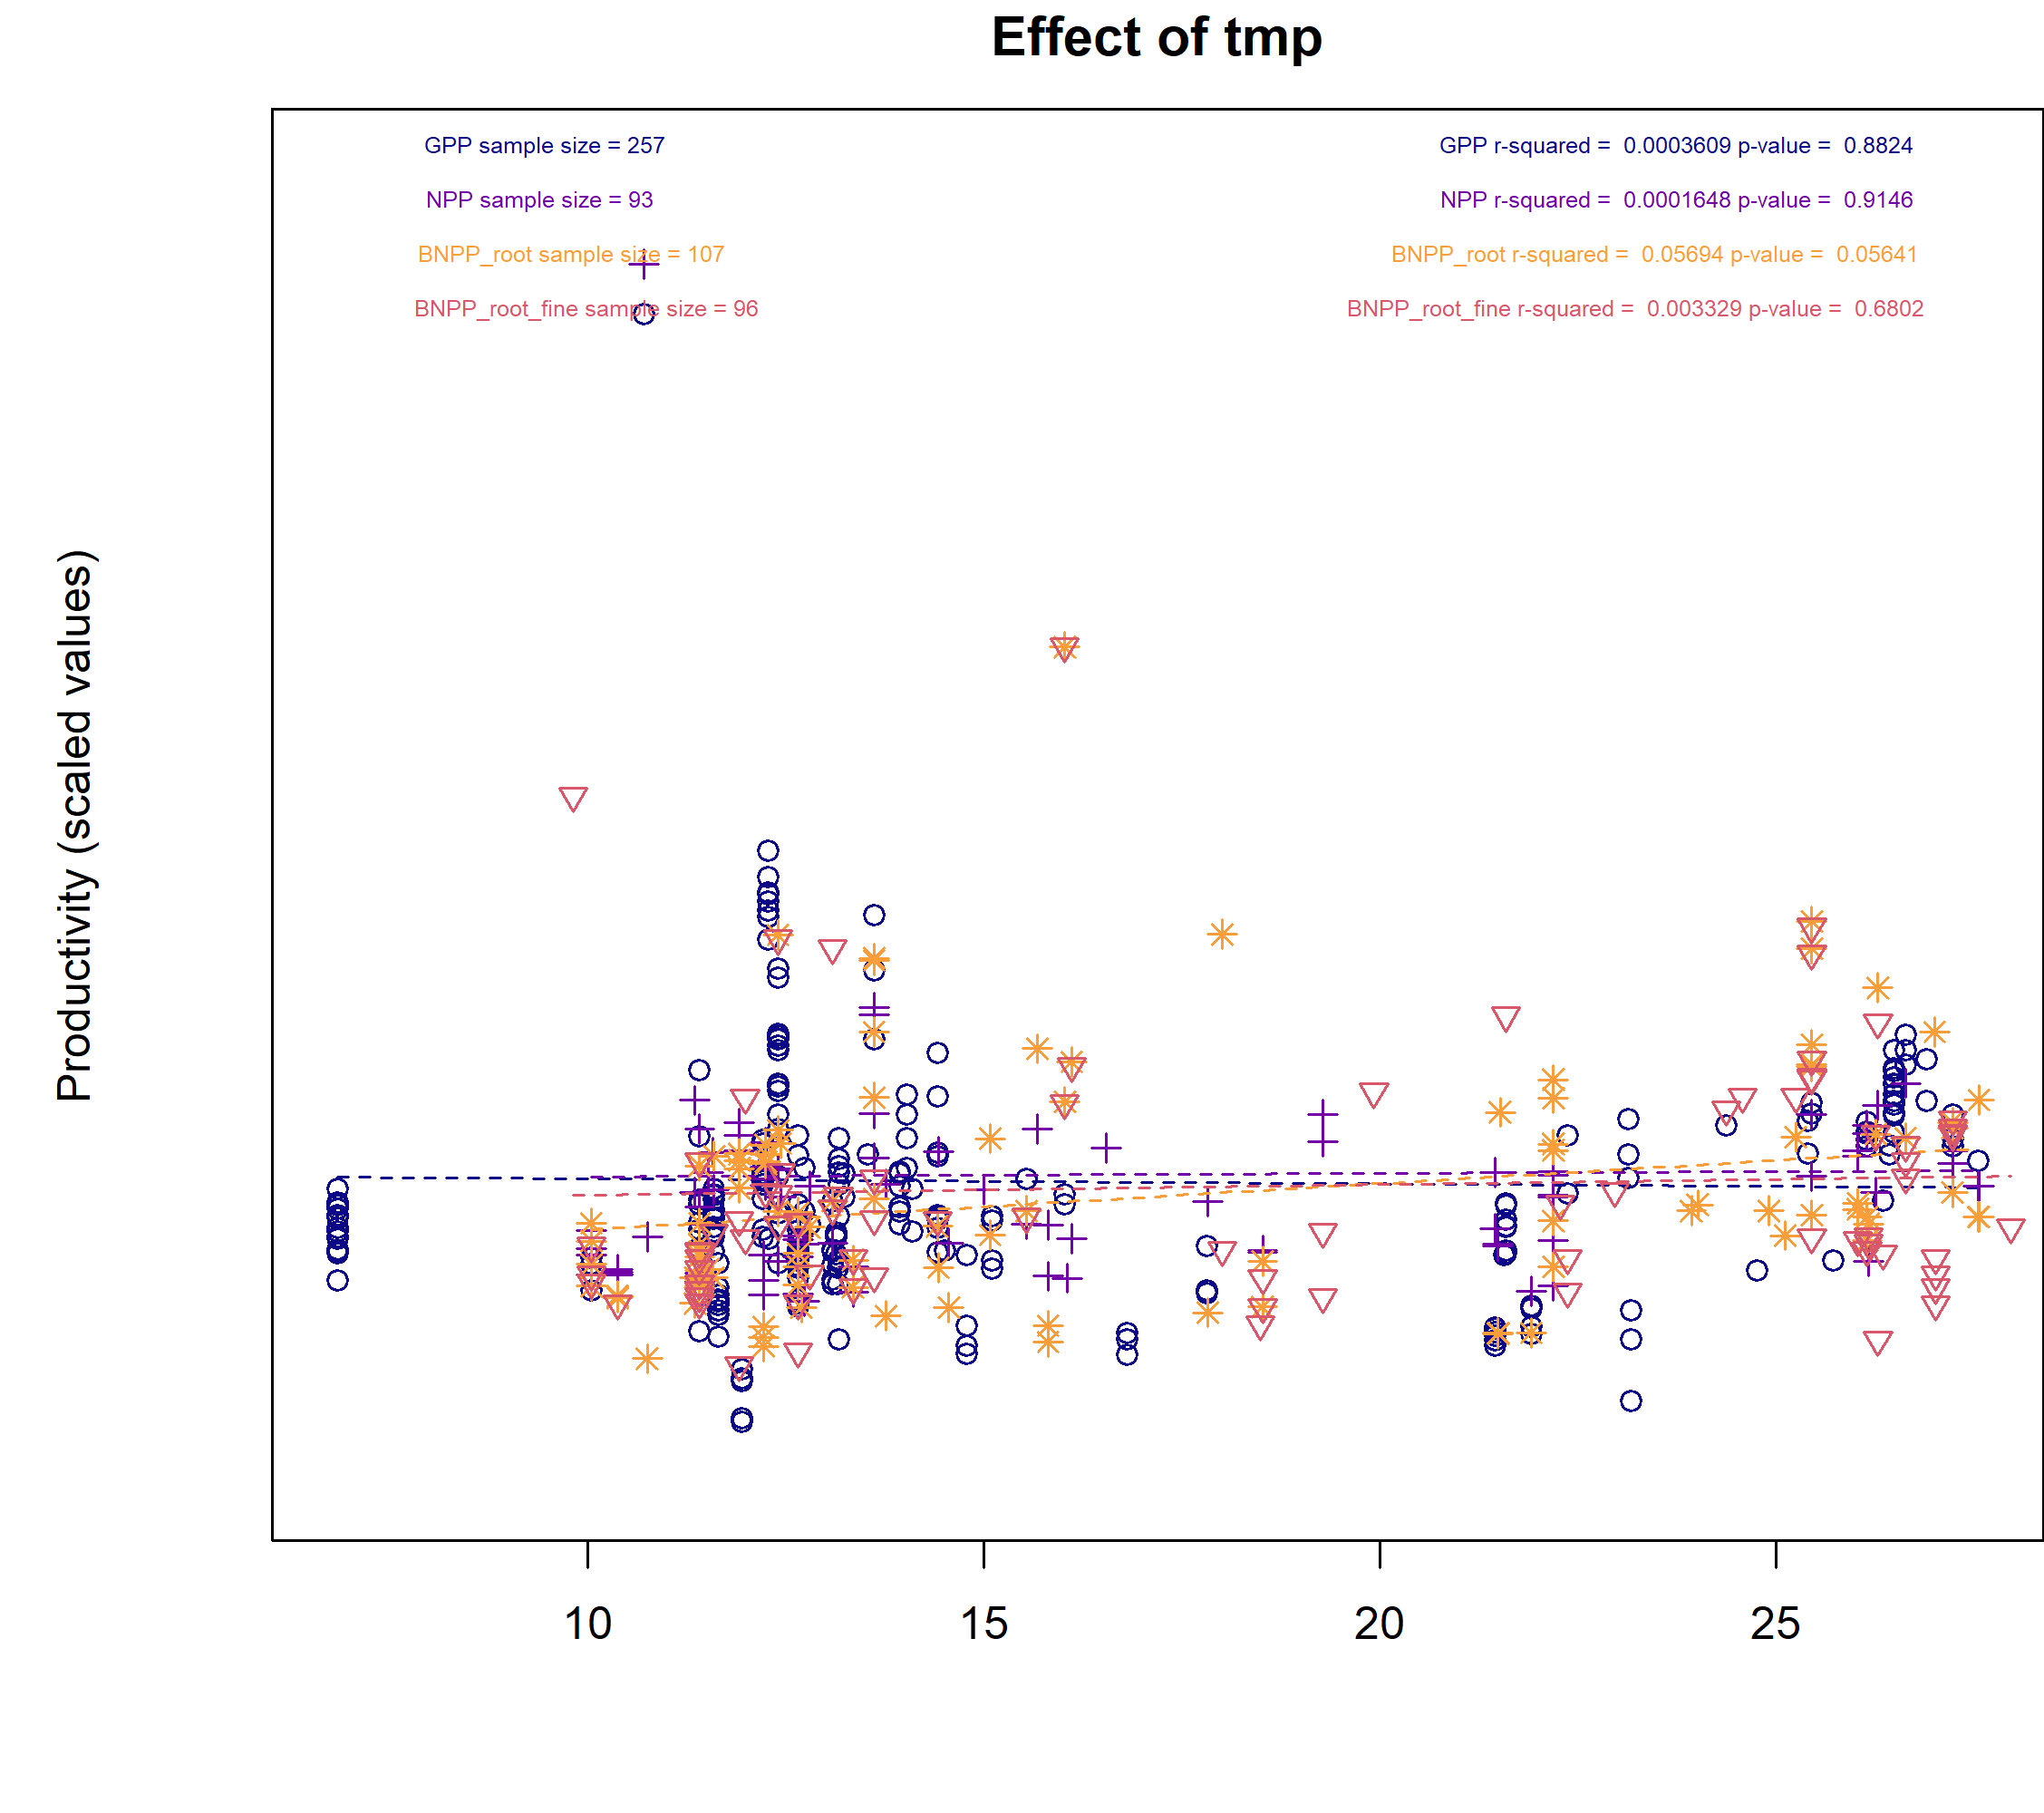 Effect of tmp
GPP sample size = 257
GPP r-squared =  0.0003609 p-value =  0.8824
NPP sample size = 93
NPP r-squared =  0.0001648 p-value =  0.9146
BNPP_root sample size = 107
BNPP_root r-squared =  0.05694 p-value =  0.05641
BNPP_root_fine sample size = 96
BNPP_root_fine r-squared =  0.003329 p-value =  0.6802
Productivity (scaled values)
10 15 20 25